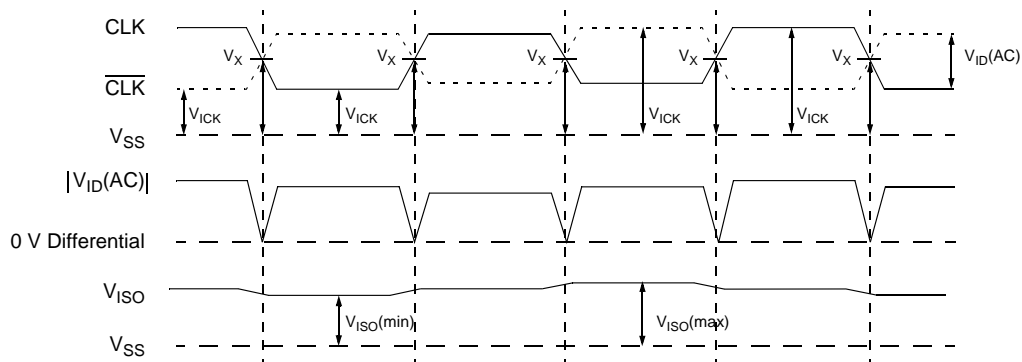 CLK
V_X V_X V_X V_X V_X
V_ID(AC)
C̅L̅K̅
V_ICK V_ICK V_ICK V_ICK
V_SS
|V_ID(AC)|
0 V Differential
V_ISO
V_ISO(min) V_ISO(max)
V_SS